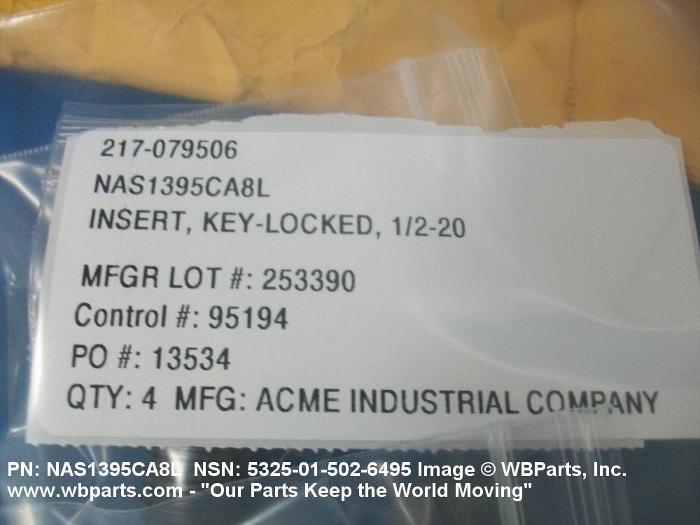 217-079506
NAS1395CA8L
INSERT, KEY-LOCKED, 1/2-20
MFGR LOT #: 253390
Control #: 95194
PO #: 13534
QTY: 4 MFG: ACME INDUSTRIAL COMPANY
PN: NAS1395CA8L NSN: 5325-01-502-6495 Image © WBParts, Inc.
www.wbparts.com - "Our Parts Keep the World Moving"